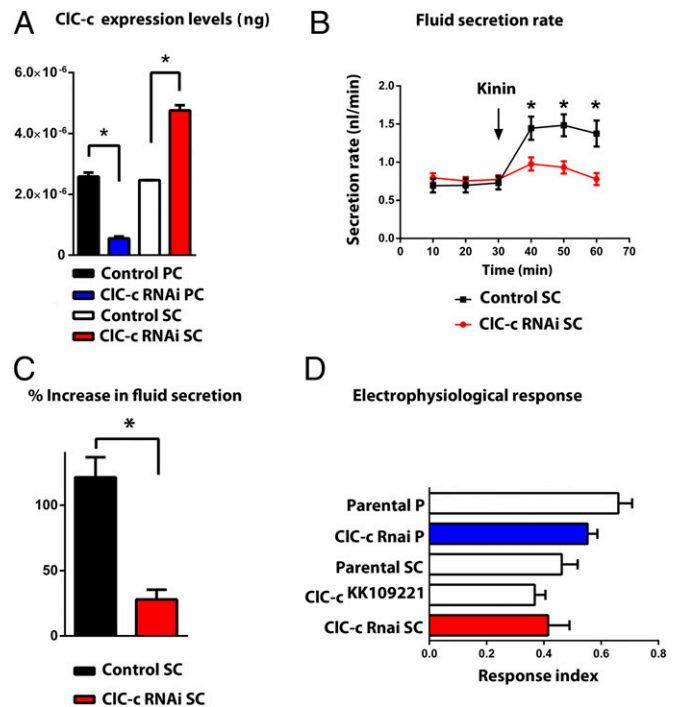 A
ClC-c expression levels (ng)
6.0×10⁻⁶
4.0×10⁻⁶
2.0×10⁻⁶
0
*
*
Control PC
ClC-c RNAi PC
Control SC
ClC-c RNAi SC
B
Fluid secretion rate
Secretion rate (nl/min)
2.0
1.5
1.0
0.5
0
Kinin
* * *
0 10 20 30 40 50 60 70
Time (min)
Control SC
ClC-c RNAi SC
C
% Increase in fluid secretion
100
50
0
*
Control SC
ClC-c RNAi SC
D
Electrophysiological response
Parental P
ClC-c Rnai P
Parental SC
ClC-c KK109221
ClC-c Rnai SC
0.0 0.2 0.4 0.6 0.8
Response index